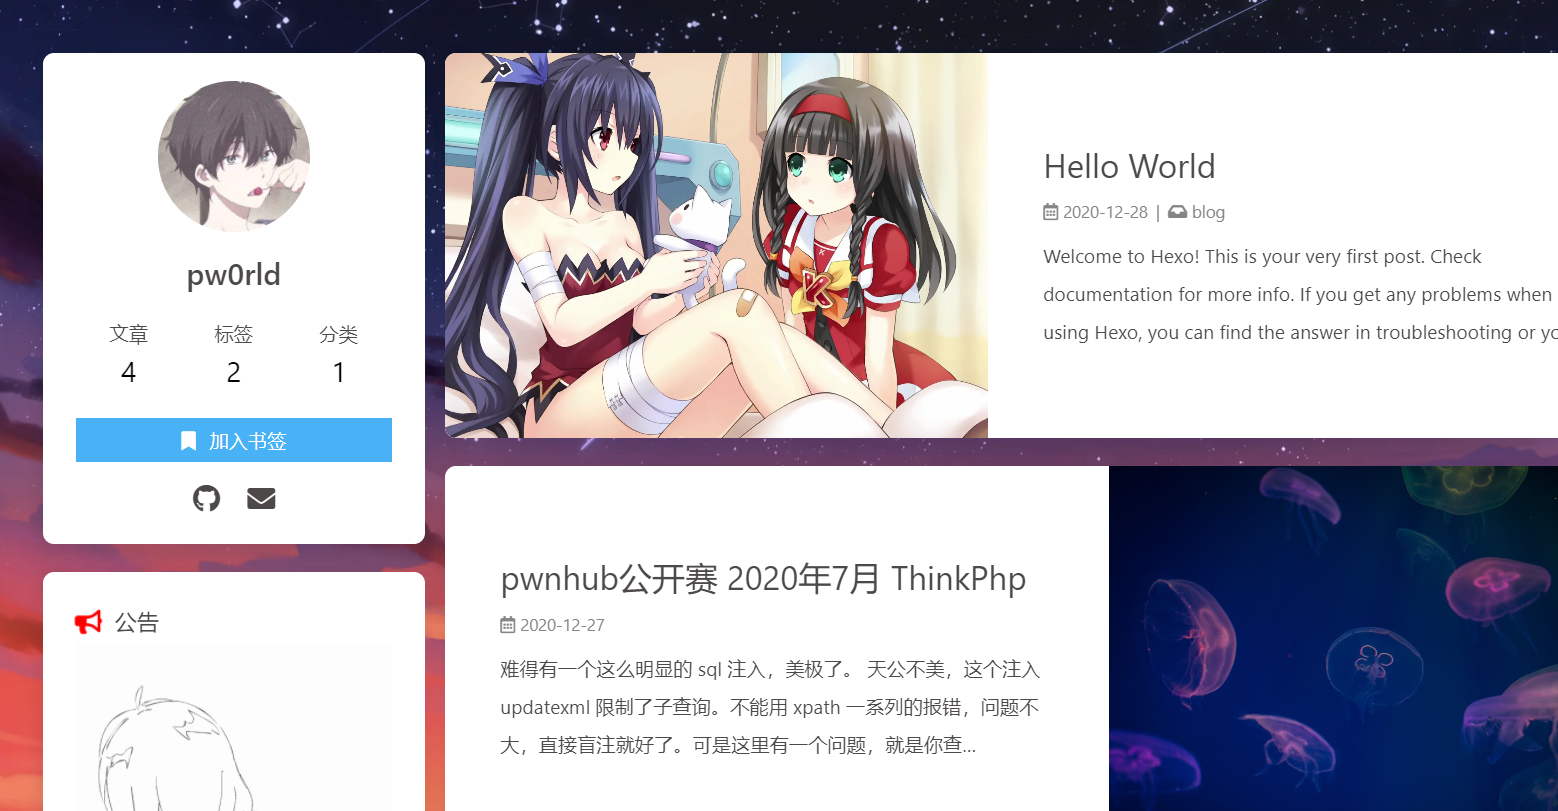 pw0rld
文章 标签 分类
4 2 1
加入书签
公告
Hello World
2020-12-28 | blog
Welcome to Hexo! This is your very first post. Check
documentation for more info. If you get any problems when
using Hexo, you can find the answer in troubleshooting or
K
pwnhub公开赛 2020年7月 ThinkPhp
2020-12-27
难得有一个这么明显的 sql 注入，美极了。 天公不美，这个注入
updatexml 限制了子查询。不能用 xpath 一系列的报错，问题不
大，直接盲注就好了。可是这里有一个问题，就是你查...